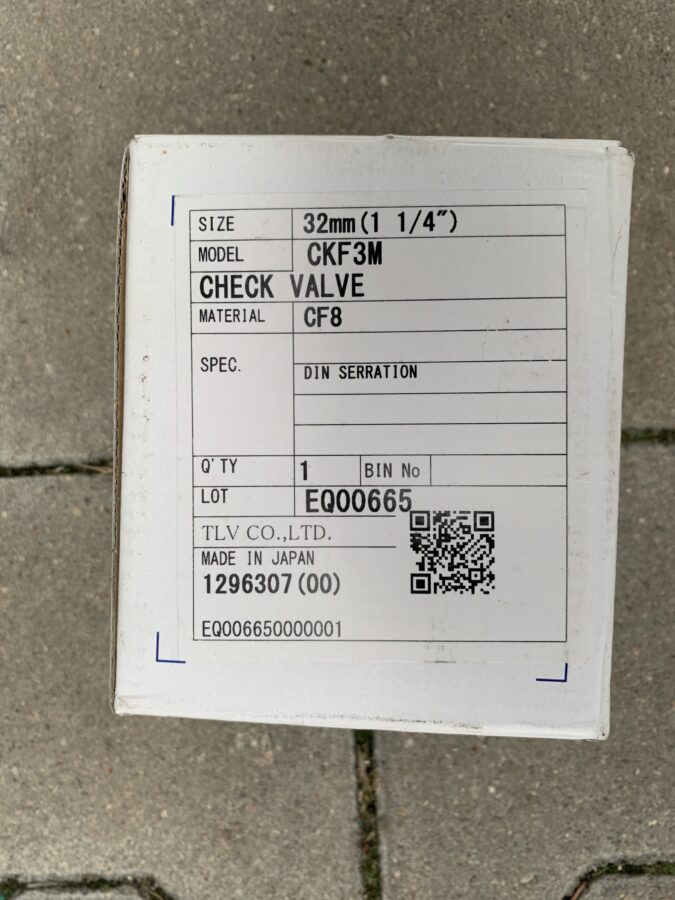 SIZE 32mm(1 1/4")
MODEL CKF3M
CHECK VALVE
MATERIAL CF8
SPEC. DIN SERRATION
Q'TY 1 BIN No
LOT EQ00665
TLV CO.,LTD.
MADE IN JAPAN
1296307(00)
EQ006650000001